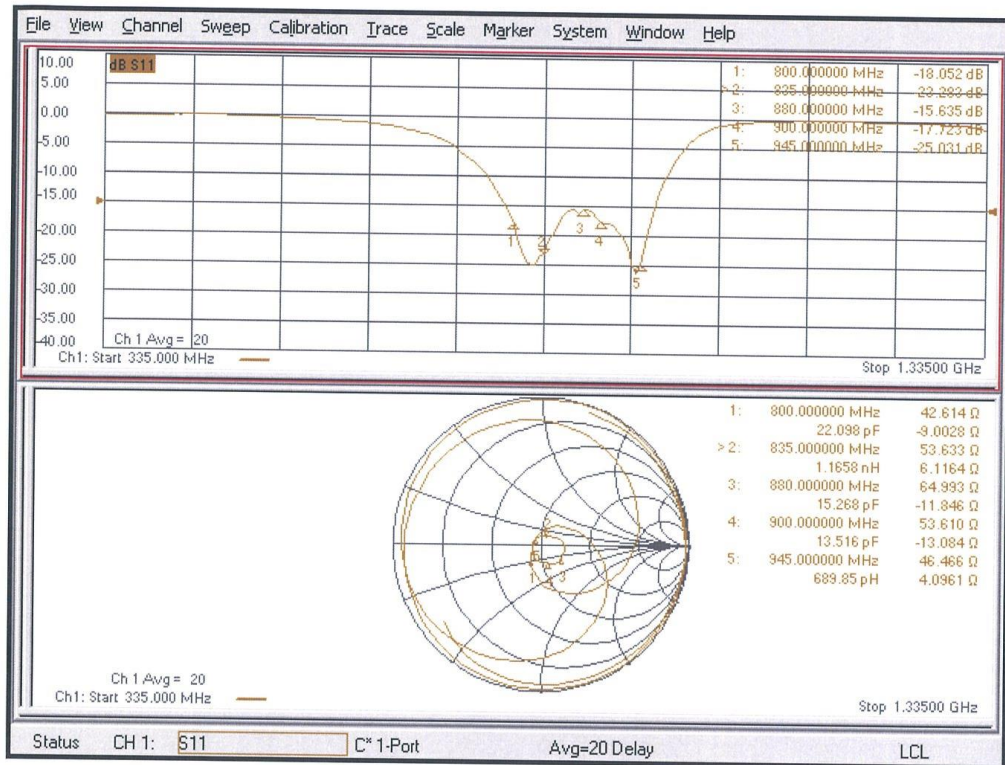 File View Channel Sweep Calibration Trace Scale Marker System Window Help
10.00
5.00
0.00
-5.00
-10.00
-15.00
-20.00
-25.00
-30.00
-35.00
-40.00
dB S11
1: 800.000000 MHz -18.052 dB
>2: 835.000000 MHz -23.283 dB
3: 880.000000 MHz -15.635 dB
4: 900.000000 MHz -17.723 dB
5: 945.000000 MHz -25.031 dB
1
2
3
4
5
Ch 1 Avg = 20
Ch1: Start 335.000 MHz
Stop 1.33500 GHz
1: 800.000000 MHz 42.614 Ω
22.098 pF -9.0028 Ω
>2: 835.000000 MHz 53.633 Ω
1.1658 nH 6.1164 Ω
3: 880.000000 MHz 64.993 Ω
15.268 pF -11.846 Ω
4: 900.000000 MHz 53.610 Ω
13.516 pF -13.084 Ω
5: 945.000000 MHz 46.466 Ω
689.85 pH 4.0961 Ω
1
3
Ch 1 Avg = 20
Ch1: Start 335.000 MHz
Stop 1.33500 GHz
Status CH 1: S11 C* 1-Port Avg=20 Delay LCL